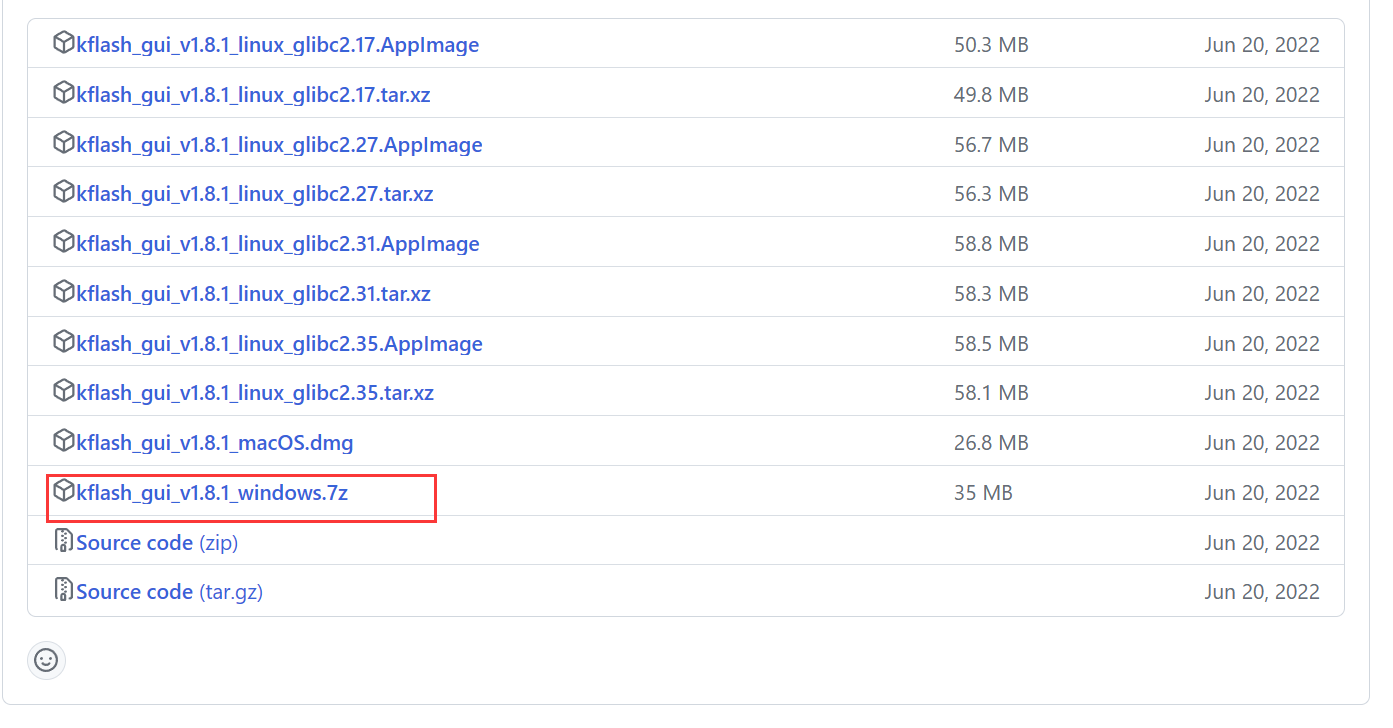 kflash_gui_v1.8.1_linux_glibc2.17.AppImage 50.3 MB Jun 20, 2022
kflash_gui_v1.8.1_linux_glibc2.17.tar.xz 49.8 MB Jun 20, 2022
kflash_gui_v1.8.1_linux_glibc2.27.AppImage 56.7 MB Jun 20, 2022
kflash_gui_v1.8.1_linux_glibc2.27.tar.xz 56.3 MB Jun 20, 2022
kflash_gui_v1.8.1_linux_glibc2.31.AppImage 58.8 MB Jun 20, 2022
kflash_gui_v1.8.1_linux_glibc2.31.tar.xz 58.3 MB Jun 20, 2022
kflash_gui_v1.8.1_linux_glibc2.35.AppImage 58.5 MB Jun 20, 2022
kflash_gui_v1.8.1_linux_glibc2.35.tar.xz 58.1 MB Jun 20, 2022
kflash_gui_v1.8.1_macOS.dmg 26.8 MB Jun 20, 2022
kflash_gui_v1.8.1_windows.7z 35 MB Jun 20, 2022
Source code (zip) Jun 20, 2022
Source code (tar.gz) Jun 20, 2022